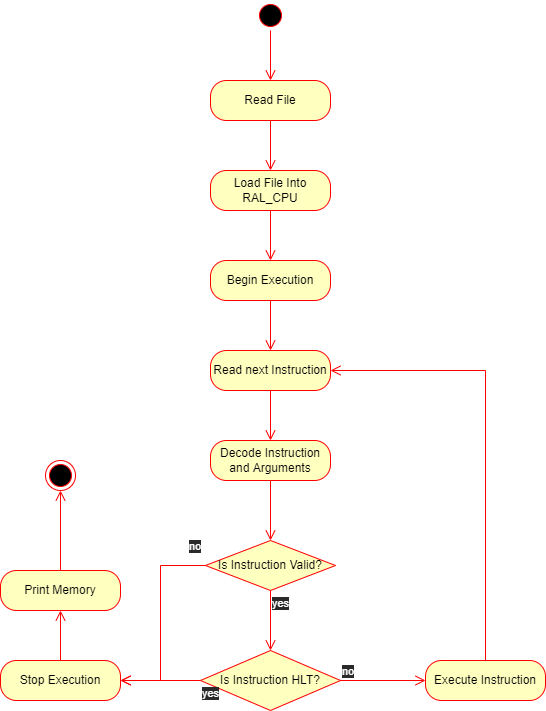 Read File
Load File Into
RAL_CPU
Begin Execution
Read next Instruction
Decode Instruction
and Arguments
no
Is Instruction Valid?
Print Memory
yes
no
Stop Execution
Is Instruction HLT?
Execute Instruction
yes